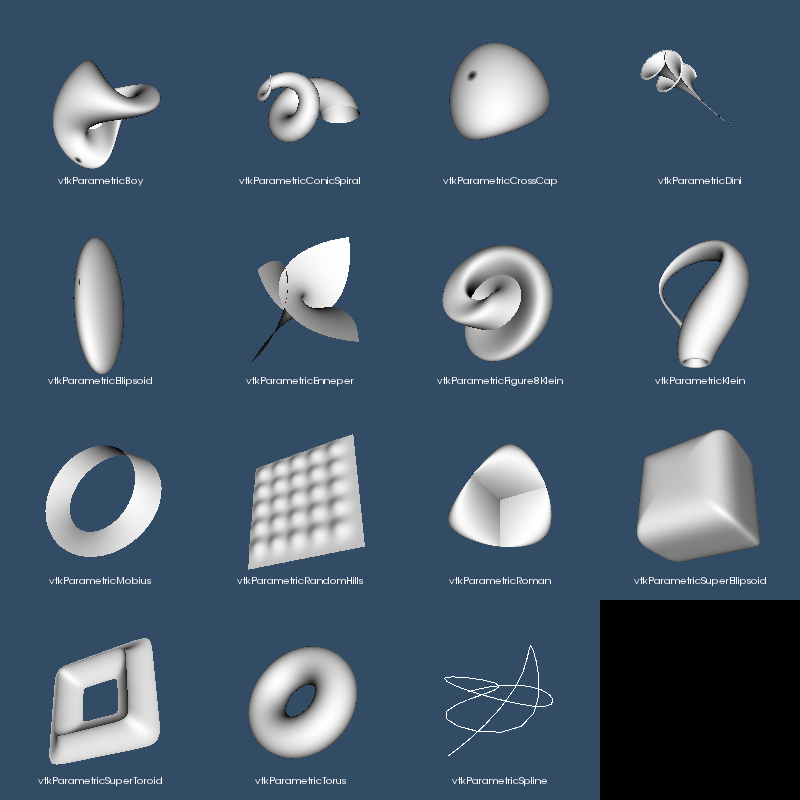 vtkParametricBoy
vtkParametricConicSpiral
vtkParametricCrossCap
vtkParametricDini
vtkParametricEllipsoid
vtkParametricEnneper
vtkParametricFigure8Klein
vtkParametricKlein
vtkParametricMobius
vtkParametricRandomHills
vtkParametricRoman
vtkParametricSuperEllipsoid
vtkParametricSuperToroid
vtkParametricTorus
vtkParametricSpline